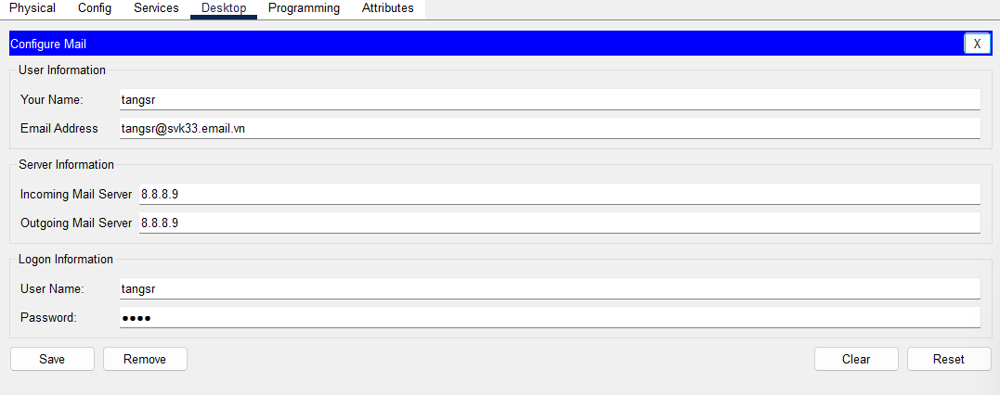 Physical Config Services Desktop Programming Attributes
Configure Mail X
User Information
Your Name: tangsr
Email Address tangsr@svk33.email.vn
Server Information
Incoming Mail Server 8.8.8.9
Outgoing Mail Server 8.8.8.9
Logon Information
User Name: tangsr
Password: ●●●●
Save Remove Clear Reset